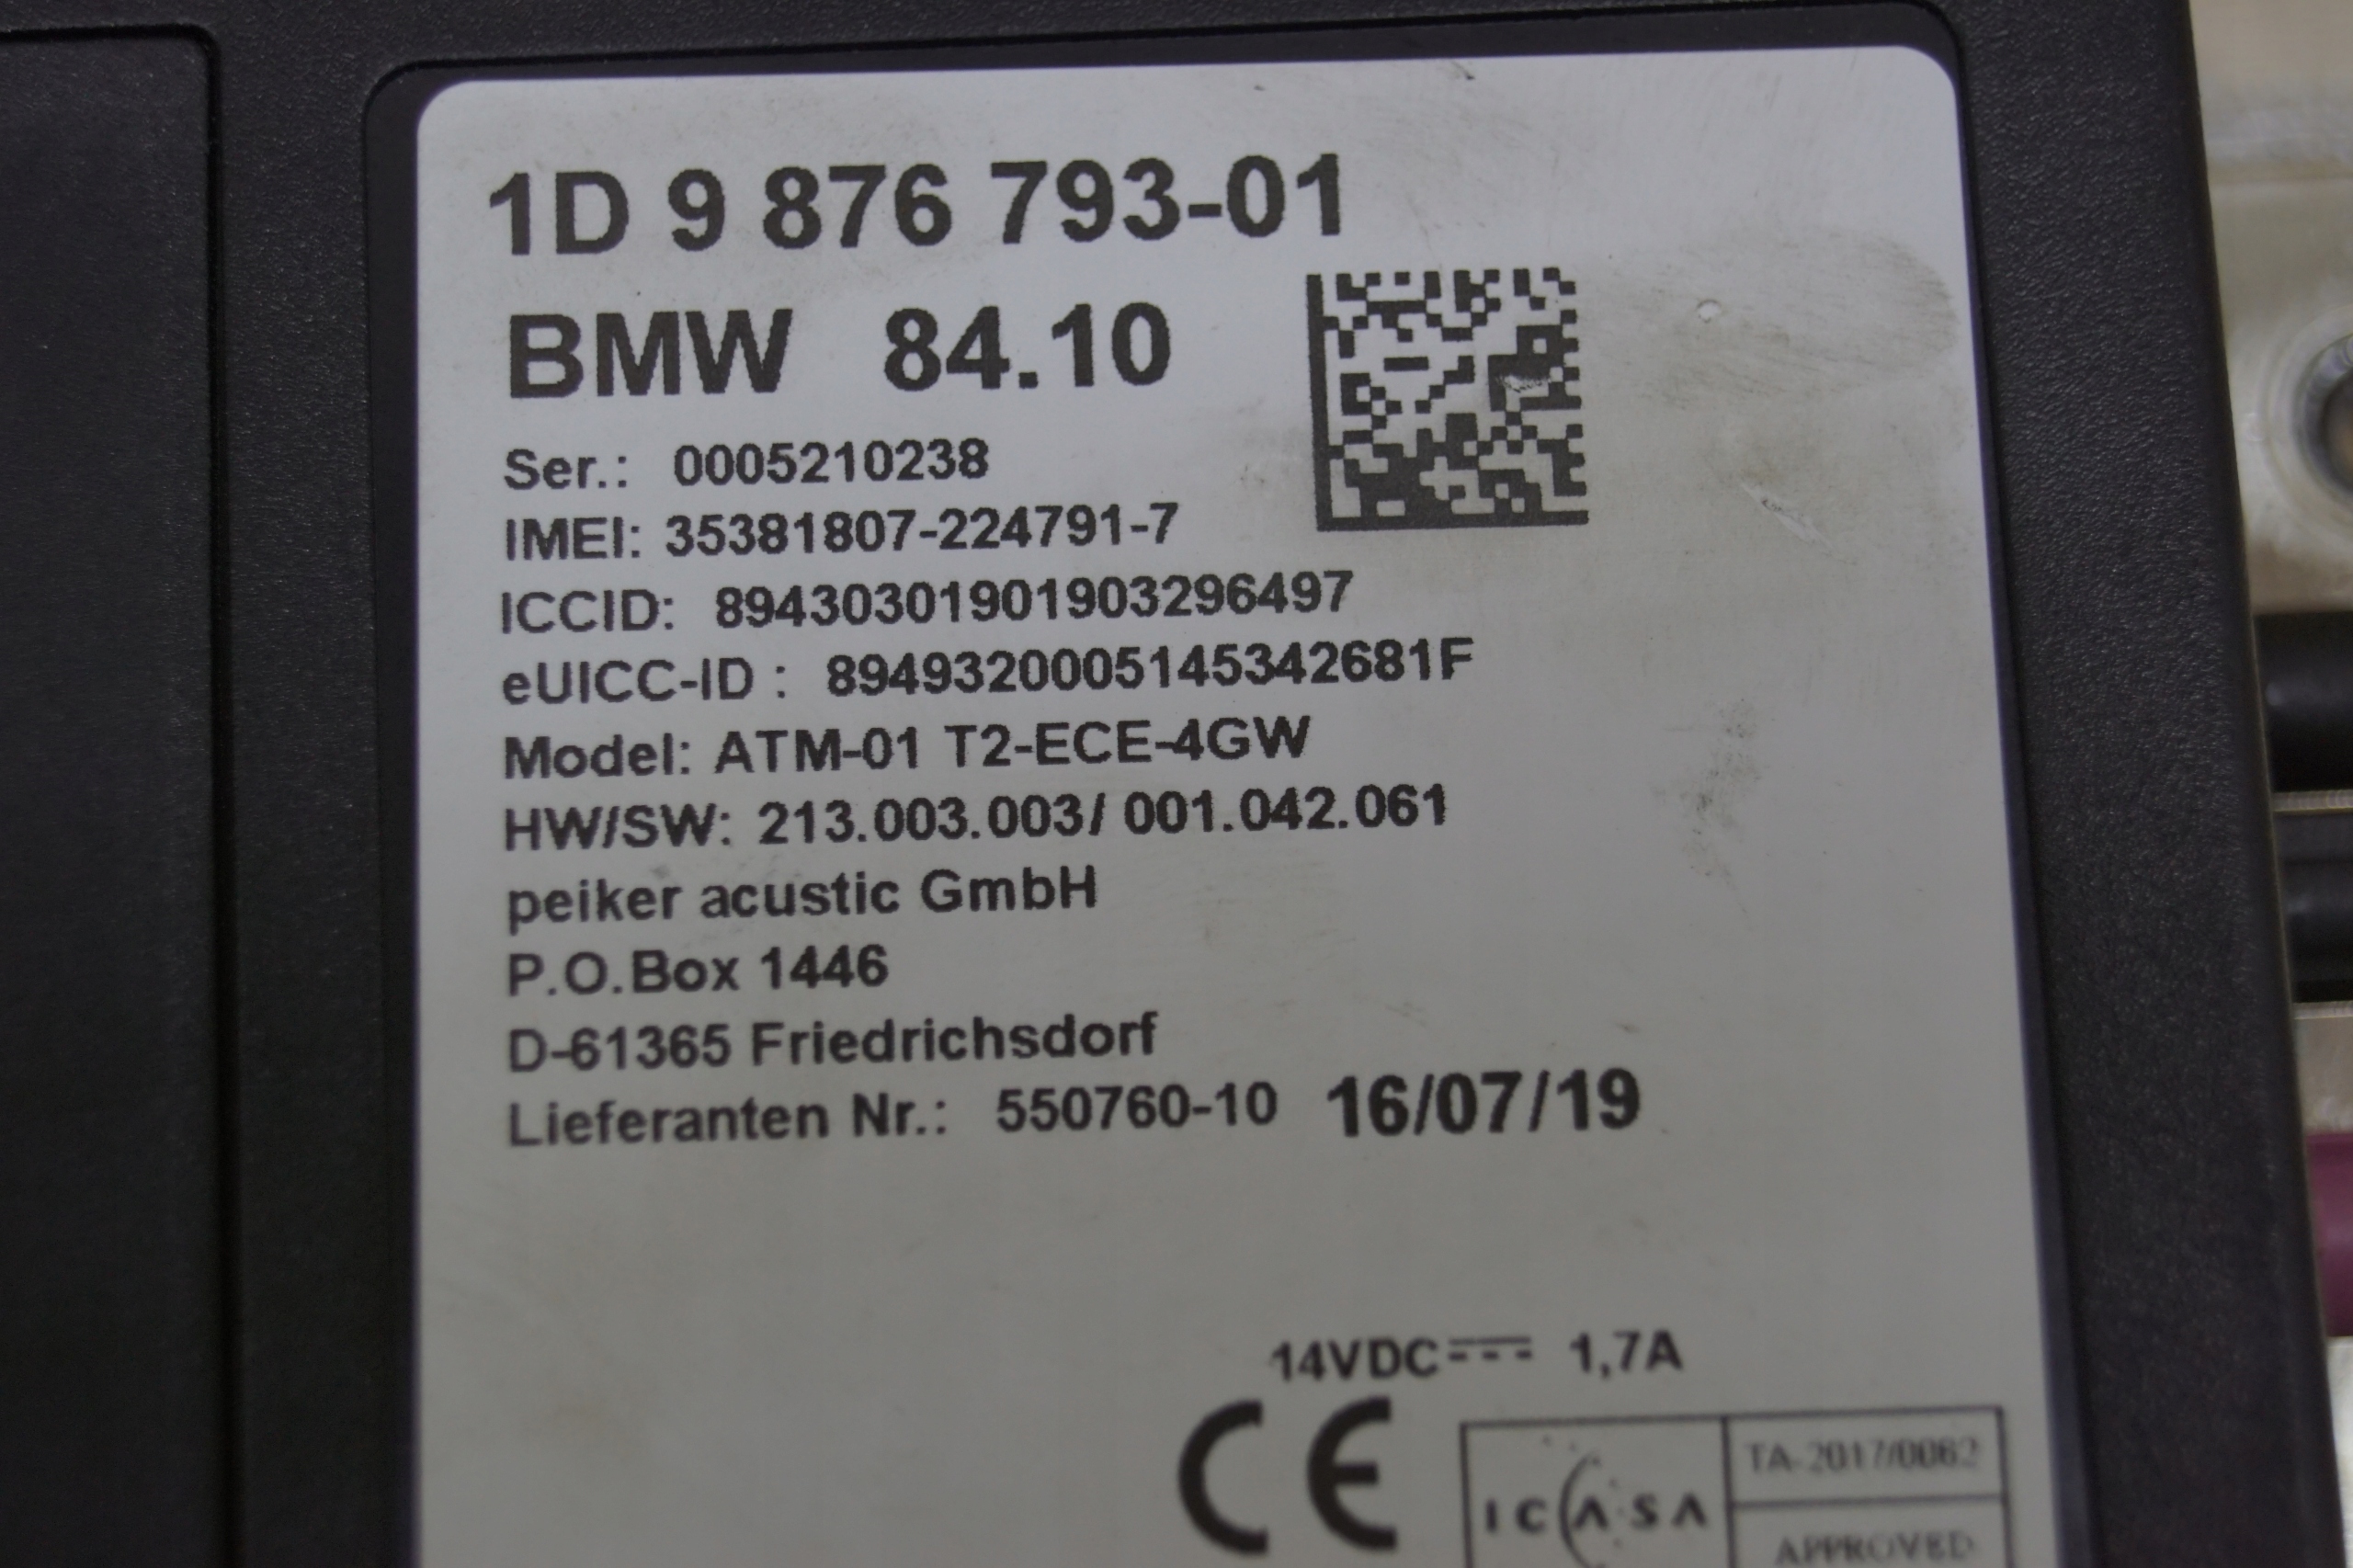 1D 9 876 793-01
BMW 84.10
Ser.: 0005210238
IMEI: 35381807-224791-7
ICCID: 89430301901903296497
eUICC-ID : 8949320005145342681F
Model: ATM-01 T2-ECE-4GW
HW/SW: 213.003.003/ 001.042.061
peiker acustic GmbH
P.O.Box 1446
D-61365 Friedrichsdorf
Lieferanten Nr.: 550760-10 16/07/19
14VDC 1,7A
CE
ICASA
TA-2017/0062
APPROVED